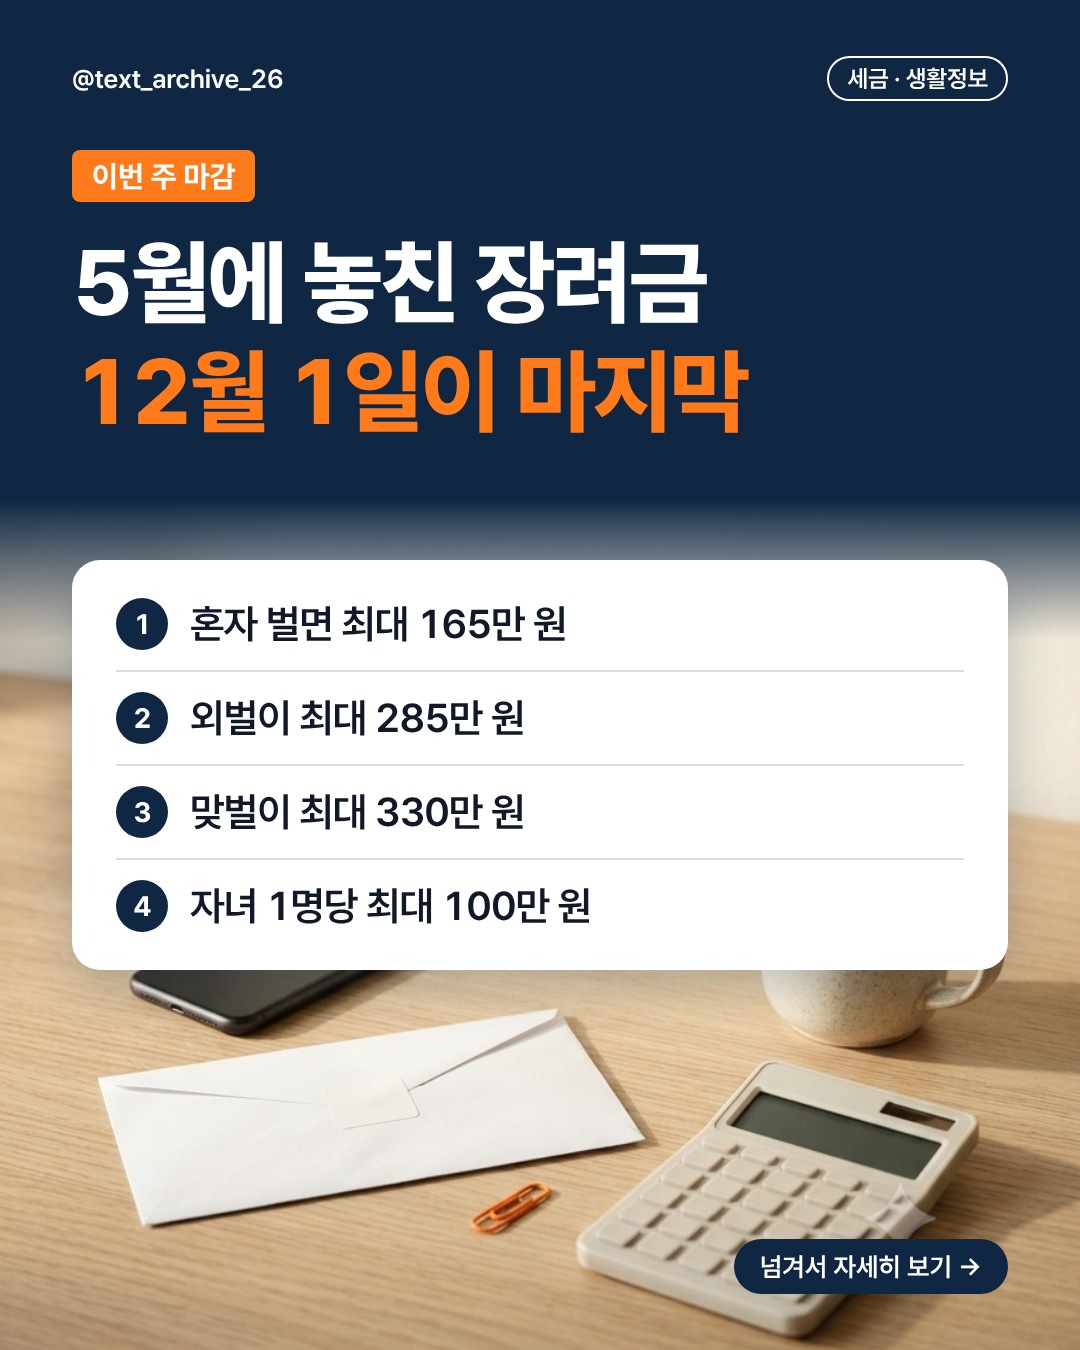 @text_archive_26
세금 · 생활정보
이번 주 마감
5월에 놓친 장려금
12월 1일이 마지막
1 혼자 벌면 최대 165만 원
2 외벌이 최대 285만 원
3 맞벌이 최대 330만 원
4 자녀 1명당 최대 100만 원
넘겨서 자세히 보기 →